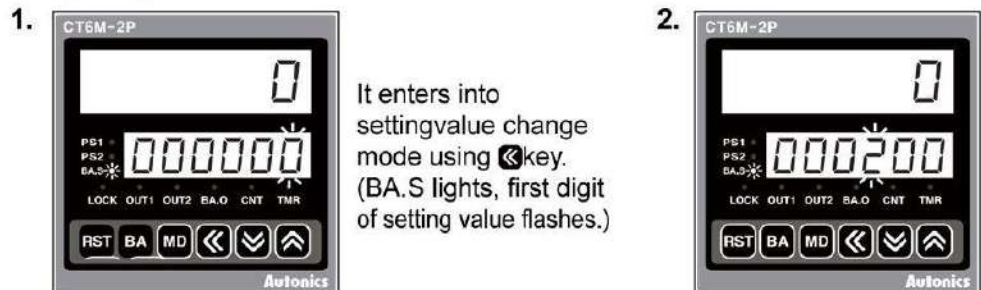 1.
CT6M-2P
0
PS1
PS2
BA.S
000000
LOCK OUT1 OUT2 BA.O CNT TMR
RST BA MD
Autonics
It enters into
settingvalue change
mode using key.
(BA.S lights, first digit
of setting value flashes.)
2.
CT6M-2P
0
PS1
PS2
BA.S
000200
LOCK OUT1 OUT2 BA.O CNT TMR
RST BA MD
Autonics